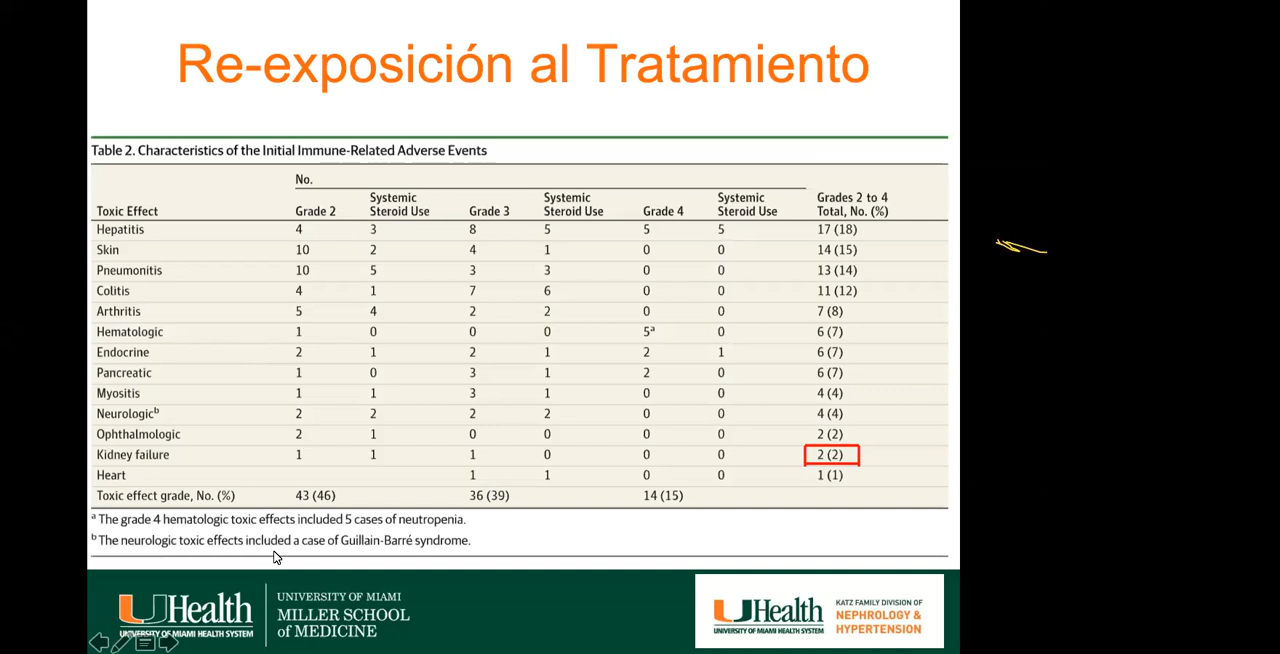 Re-exposición al Tratamiento
Table 2. Characteristics of the Initial Immune-Related Adverse Events
No.
Toxic Effect Grade 2 Systemic Steroid Use Grade 3 Systemic Steroid Use Grade 4 Systemic Steroid Use Grades 2 to 4 Total, No. (%)
Hepatitis 4 3 8 5 5 5 17 (18)
Skin 10 2 4 1 0 0 14 (15)
Pneumonitis 10 5 3 3 0 0 13 (14)
Colitis 4 1 7 6 0 0 11 (12)
Arthritis 5 4 2 2 0 0 7 (8)
Hematologic 1 0 0 0 5a 0 6 (7)
Endocrine 2 1 2 1 2 1 6 (7)
Pancreatic 1 0 3 1 2 0 6 (7)
Myositis 1 1 3 1 0 0 4 (4)
Neurologicb 2 2 2 2 0 0 4 (4)
Ophthalmologic 2 1 0 0 0 0 2 (2)
Kidney failure 1 1 1 0 0 0 2 (2)
Heart 1 1 0 0 1 (1)
Toxic effect grade, No. (%) 43 (46) 36 (39) 14 (15)
a The grade 4 hematologic toxic effects included 5 cases of neutropenia.
b The neurologic toxic effects included a case of Guillain-Barré syndrome.
UHealth
UNIVERSITY OF MIAMI HEALTH SYSTEM
UNIVERSITY OF MIAMI
MILLER SCHOOL
of MEDICINE
UHealth
UNIVERSITY OF MIAMI HEALTH SYSTEM
KATZ FAMILY DIVISION OF
NEPHROLOGY &
HYPERTENSION